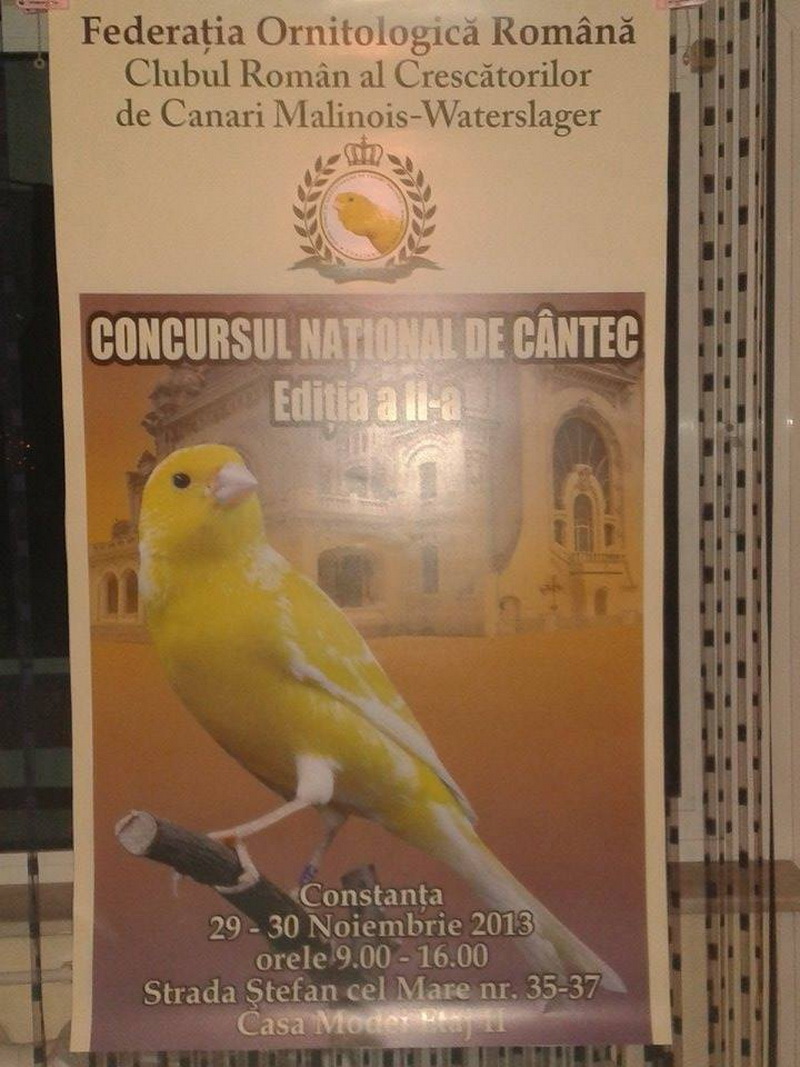 Federația Ornitologică Română
Clubul Român al Crescătorilor
de Canari Malinois-Waterslager
CONCURSUL NAȚIONAL DE CÂNTEC
Ediția a II-a
Constanța
29 - 30 Noiembrie 2013
orele 9.00 - 16.00
Strada Ștefan cel Mare nr. 35-37
Casa Modei Etaj II